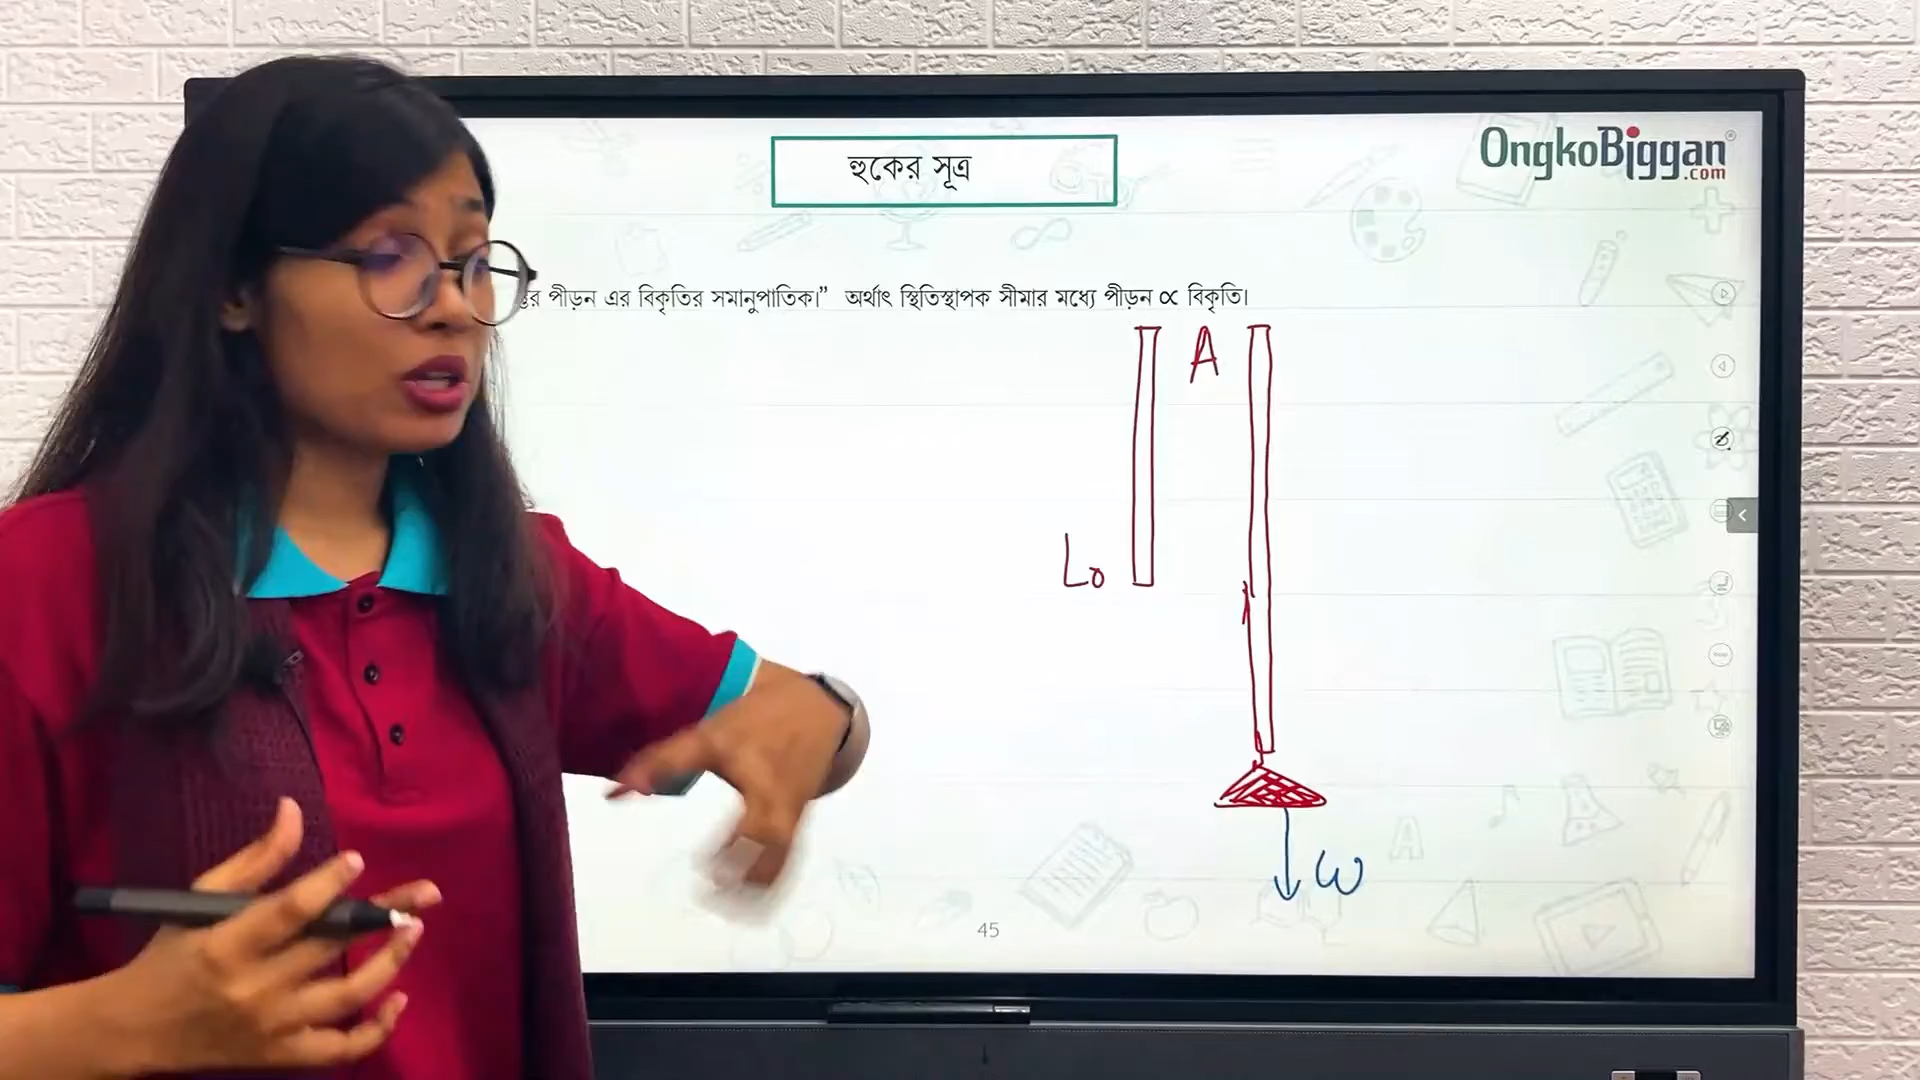 হুকের সূত্র
OngkoBiggan
.com
পীড়ন এর বিকৃতির সমানুপাতিক।” অর্থাৎ স্থিতিস্থাপক সীমার মধ্যে পীড়ন ∝ বিকৃতি।
A
L₀
W
45